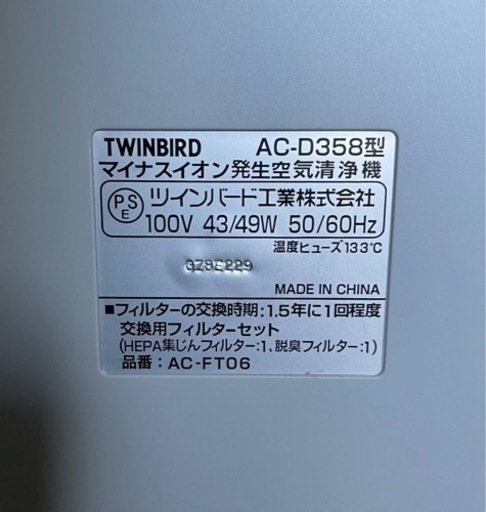 TWINBIRD AC-D358型
マイナスイオン発生空気清浄機
PSE ツインバード工業株式会社
100V 43/49W 50/60Hz
温度ヒューズ133℃
GZ8E229
MADE IN CHINA
■フィルターの交換時期:1.5年に1回程度
交換用フィルターセット
(HEPA集じんフィルター:1、脱臭フィルター:1)
品番:AC-FT06